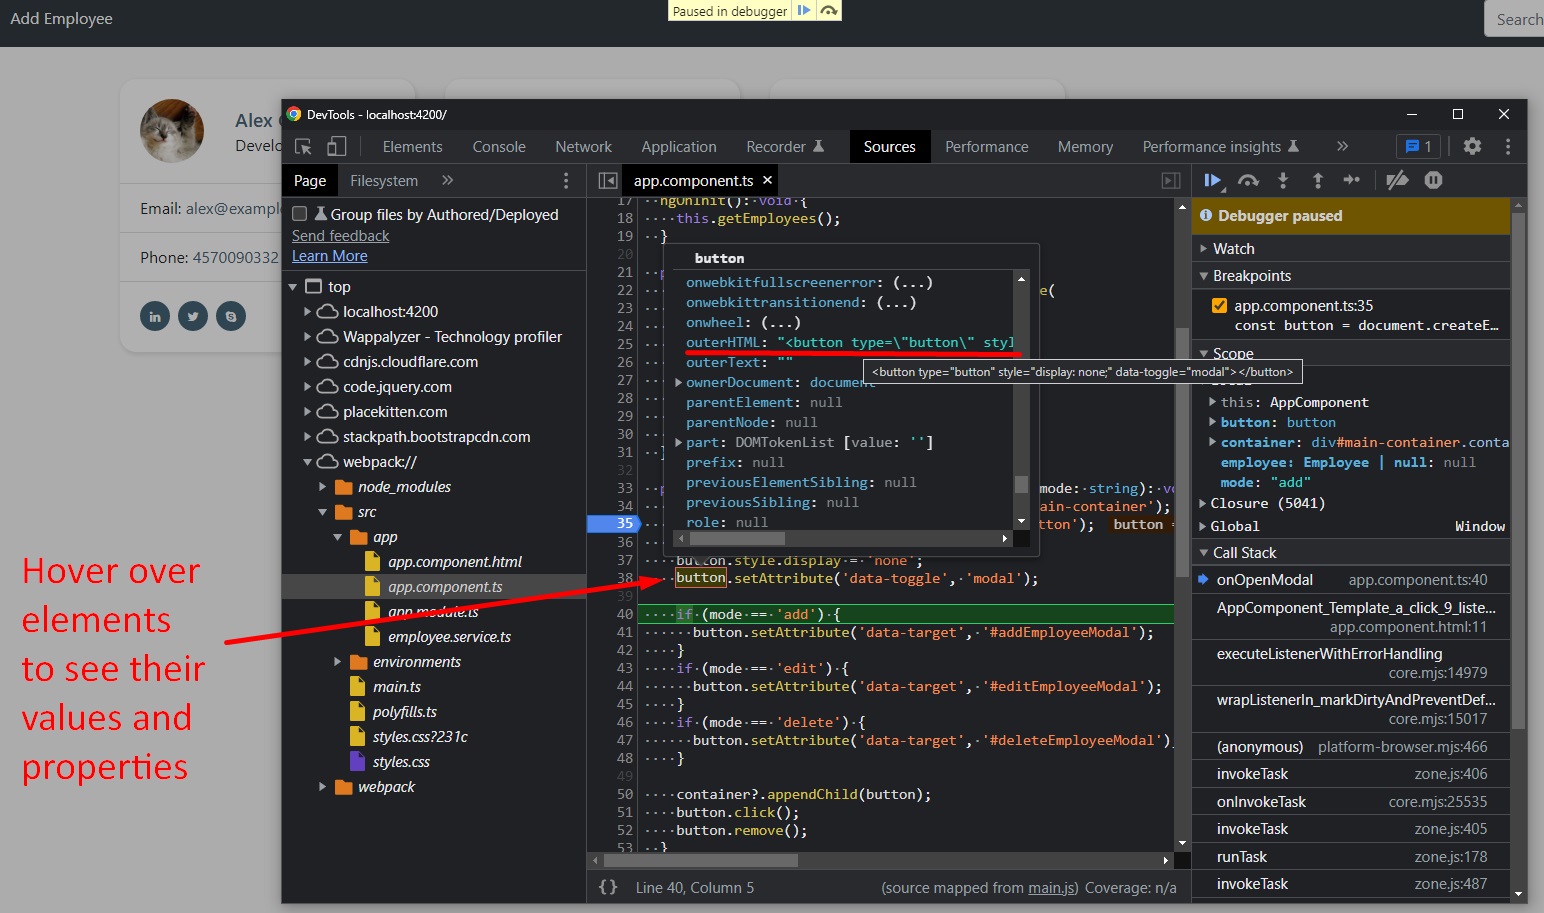 Add Employee
Paused in debugger
Search
Alex
Develo
Email: alex@exampl
Phone: 4570090332
Hover over
elements
to see their
values and
properties
DevTools - localhost:4200/
Elements Console Network Application Recorder Sources Performance Memory Performance insights » 1
Page Filesystem »
Group files by Authored/Deployed
Send feedback
Learn More
top
localhost:4200
Wappalyzer - Technology profiler
cdnjs.cloudflare.com
code.jquery.com
placekitten.com
stackpath.bootstrapcdn.com
webpack://
node_modules
src
app
app.component.html
app.component.ts
app.module.ts
employee.service.ts
environments
main.ts
polyfills.ts
styles.css?231c
styles.css
webpack
app.component.ts ×
17 ngOnInit(): void {
18 this.getEmployees();
19 }
20
21 p
22 e(
23
24
25
26
27
28
29
30
31 }
32
33 p mode: string): vo
34 ain-container');
35 tton'); button =
36
37 button.style.display = 'none';
38 button.setAttribute('data-toggle', 'modal');
39
40 if (mode == 'add') {
41 button.setAttribute('data-target', '#addEmployeeModal');
42 }
43 if (mode == 'edit') {
44 button.setAttribute('data-target', '#editEmployeeModal');
45 }
46 if (mode == 'delete') {
47 button.setAttribute('data-target', '#deleteEmployeeModal')
48 }
49
50 container?.appendChild(button);
51 button.click();
52 button.remove();
53 }
button
onwebkitfullscreenerror: (...)
onwebkittransitionend: (...)
onwheel: (...)
outerHTML: "<button type=\"button\" styl
outerText: ""
<button type="button" style="display: none;" data-toggle="modal"></button>
ownerDocument: document
parentElement: null
parentNode: null
part: DOMTokenList [value: '']
prefix: null
previousElementSibling: null
previousSibling: null
role: null
{} Line 40, Column 5 (source mapped from main.js) Coverage: n/a
Debugger paused
Watch
Breakpoints
app.component.ts:35
const button = document.createE…
Scope
this: AppComponent
button: button
container: div#main-container.conta
employee: Employee | null: null
mode: "add"
Closure (5041)
Global Window
Call Stack
onOpenModal app.component.ts:40
AppComponent_Template_a_click_9_liste…
app.component.html:11
executeListenerWithErrorHandling
core.mjs:14979
wrapListenerIn_markDirtyAndPreventDef…
core.mjs:15017
(anonymous) platform-browser.mjs:466
invokeTask zone.js:406
onInvokeTask core.mjs:25535
invokeTask zone.js:405
runTask zone.js:178
invokeTask zone.js:487